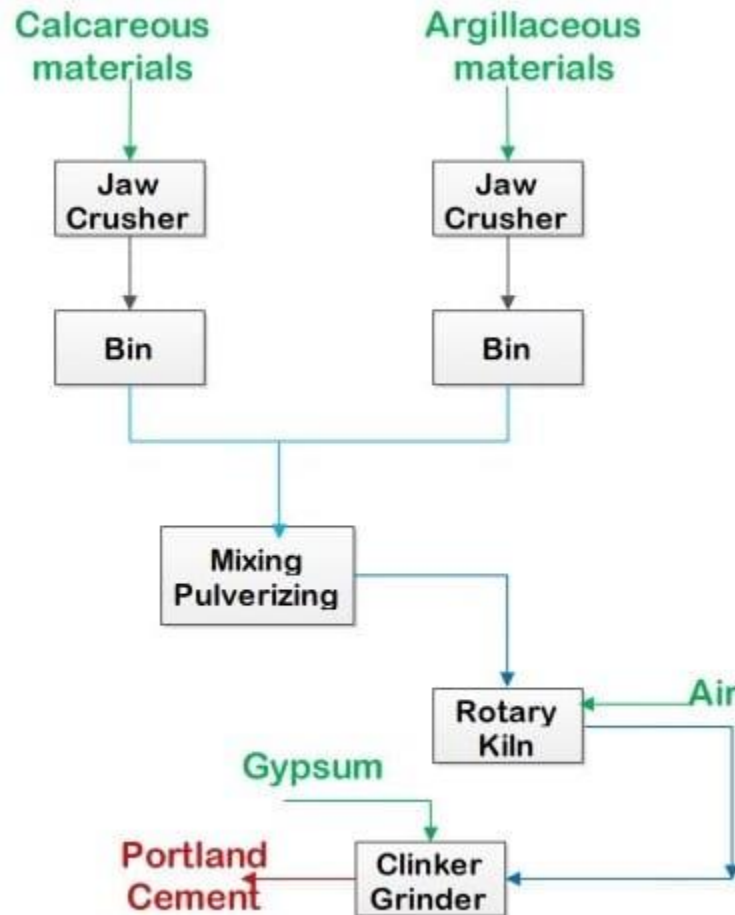 Calcareous
materials
Argillaceous
materials
Jaw
Crusher
Jaw
Crusher
Bin
Bin
Mixing
Pulverizing
Rotary
Kiln
Air
Gypsum
Portland
Cement
Clinker
Grinder